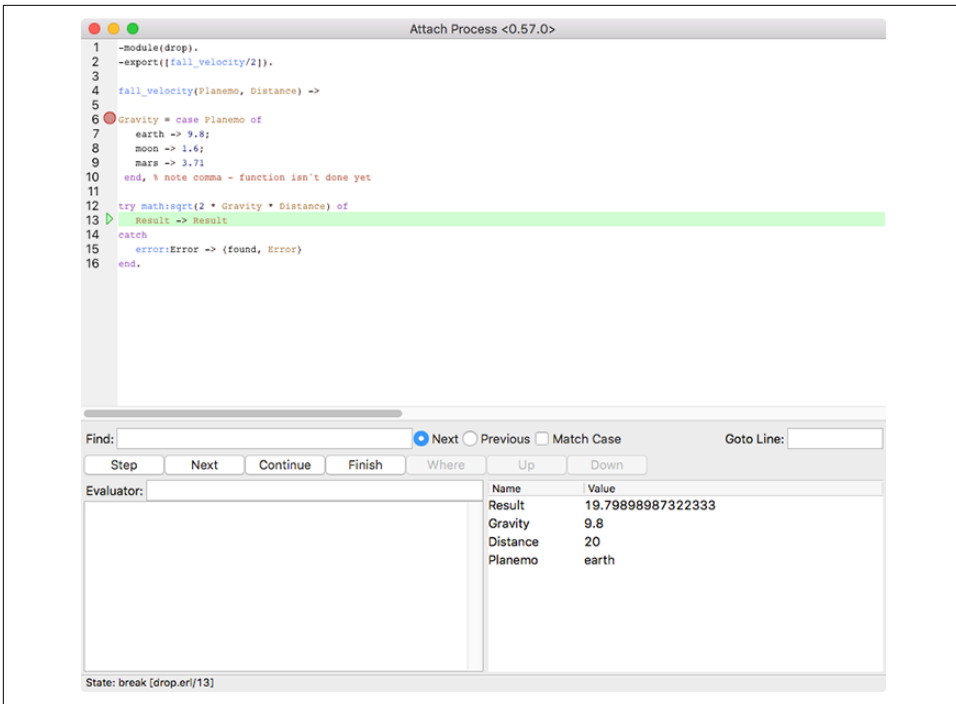 Attach Process <0.57.0>
1 -module(drop).
2 -export([fall_velocity/2]).
3
4 fall_velocity(Planemo, Distance) ->
5
6 Gravity = case Planemo of
7 earth -> 9.8;
8 moon -> 1.6;
9 mars -> 3.71
10 end, % note comma - function isn't done yet
11
12 try math:sqrt(2 * Gravity * Distance) of
13 Result -> Result
14 catch
15 error:Error -> {found, Error}
16 end.
Find: Next Previous Match Case Goto Line:
Step Next Continue Finish Where Up Down
Evaluator: Name Value
Result 19.79898987322333
Gravity 9.8
Distance 20
Planemo earth
State: break [drop.erl/13]